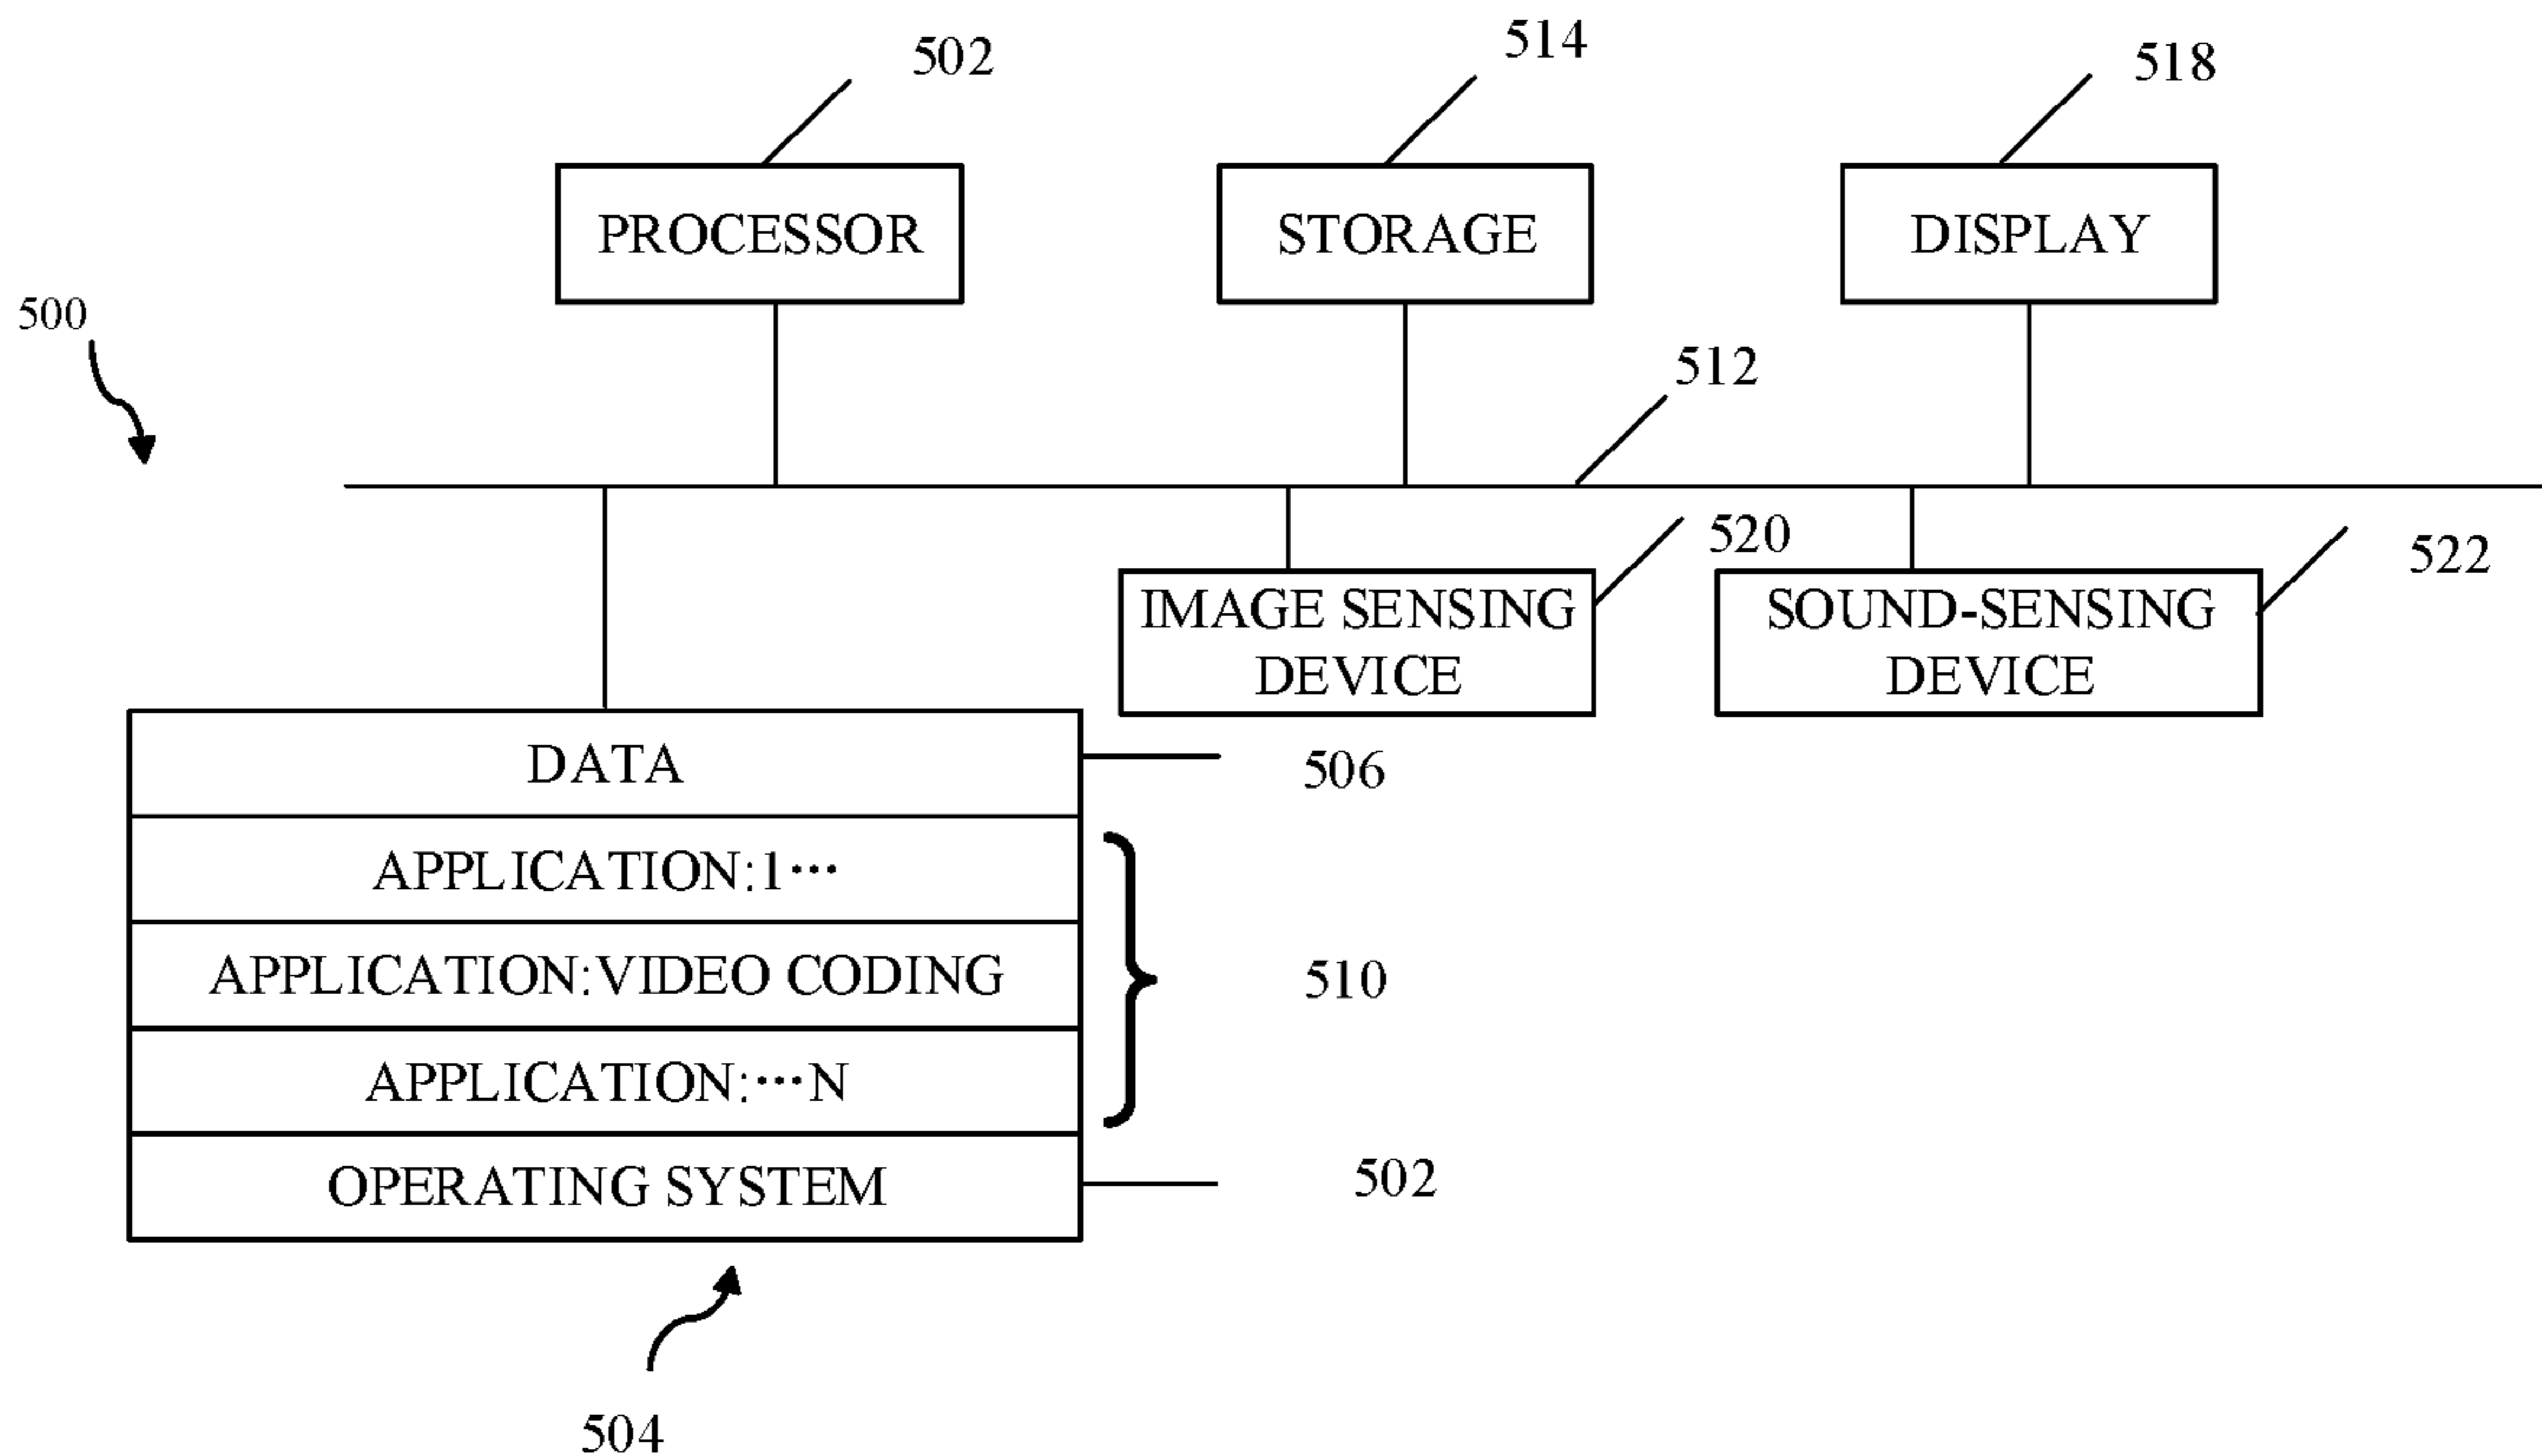 502
514
518
PROCESSOR
STORAGE
DISPLAY
500
512
520
522
IMAGE SENSING
DEVICE
SOUND-SENSING
DEVICE
DATA
506
APPLICATION:1···
APPLICATION:VIDEO CODING
510
APPLICATION:···N
OPERATING SYSTEM
502
504